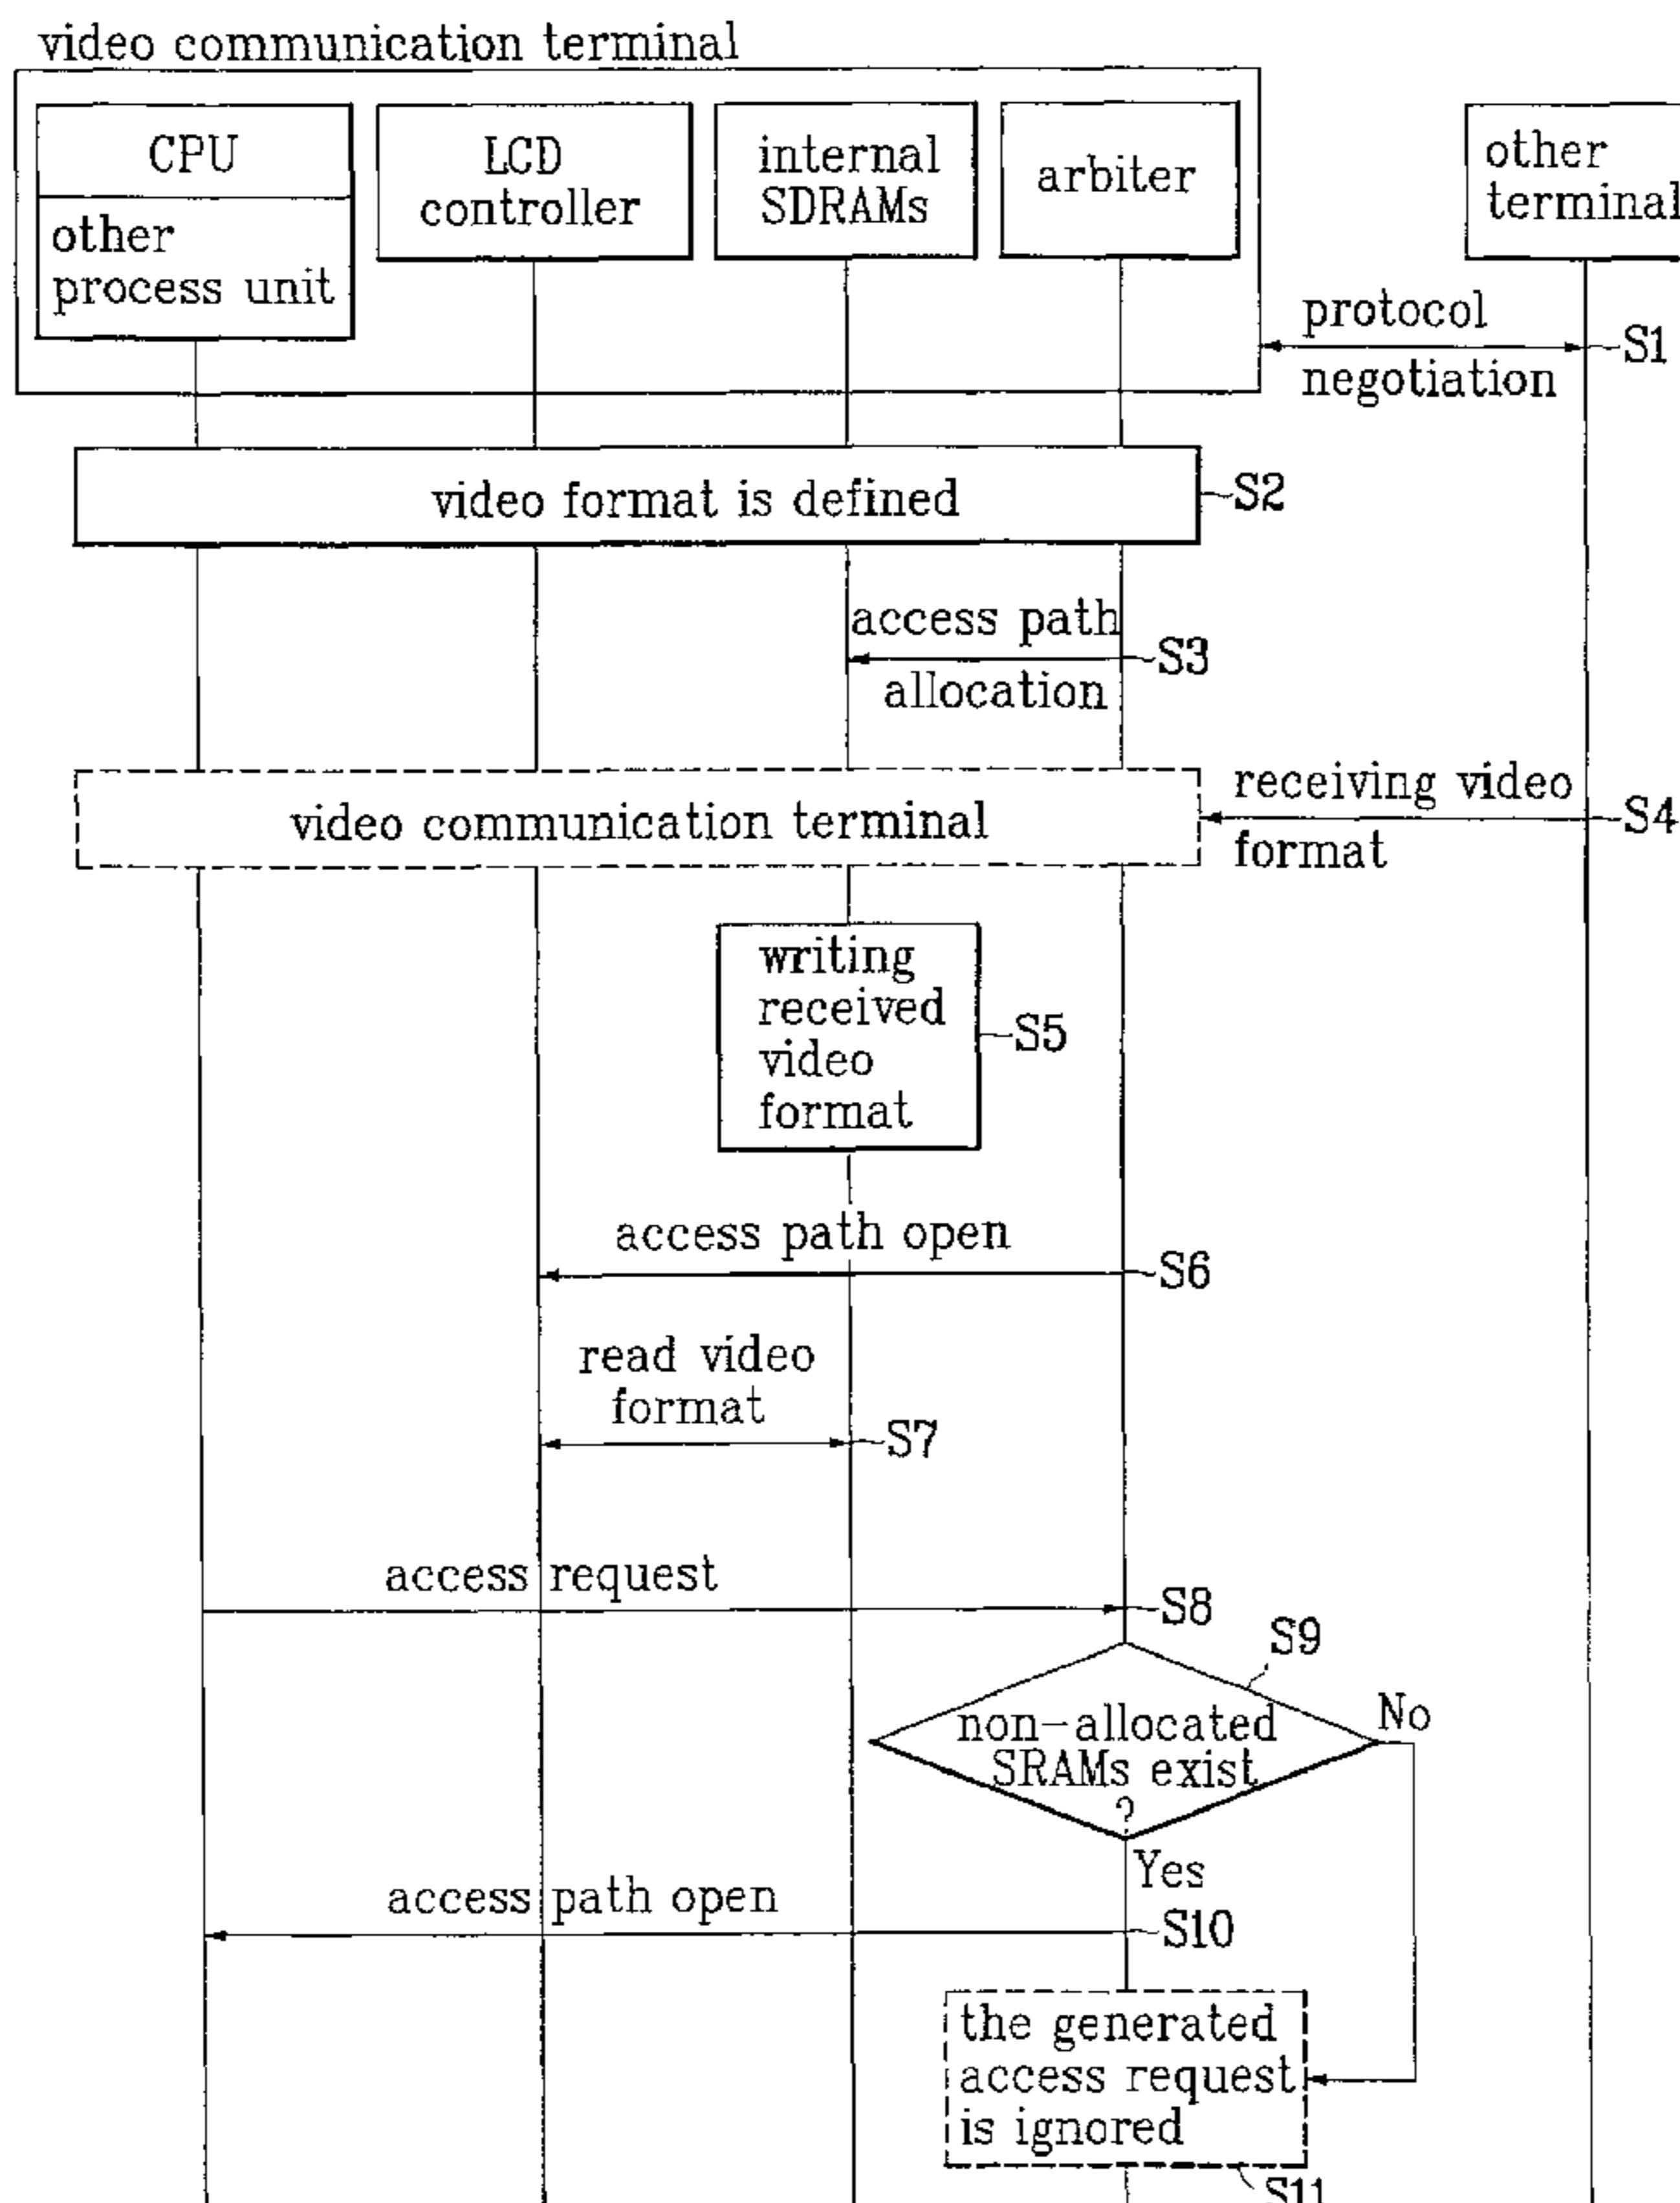 video communication terminal
CPU
other
process unit
LCD
controller
internal
SDRAMs
arbiter
other
terminal
protocol
negotiation
S1
video format is defined
S2
access path
allocation
S3
video communication terminal
receiving video
format
S4
writing
received
video
format
S5
access path open
S6
read video
format
S7
access request
S8
S9
non-allocated
SRAMs exist
?
No
Yes
access path open
S10
the generated
access request
is ignored
S11